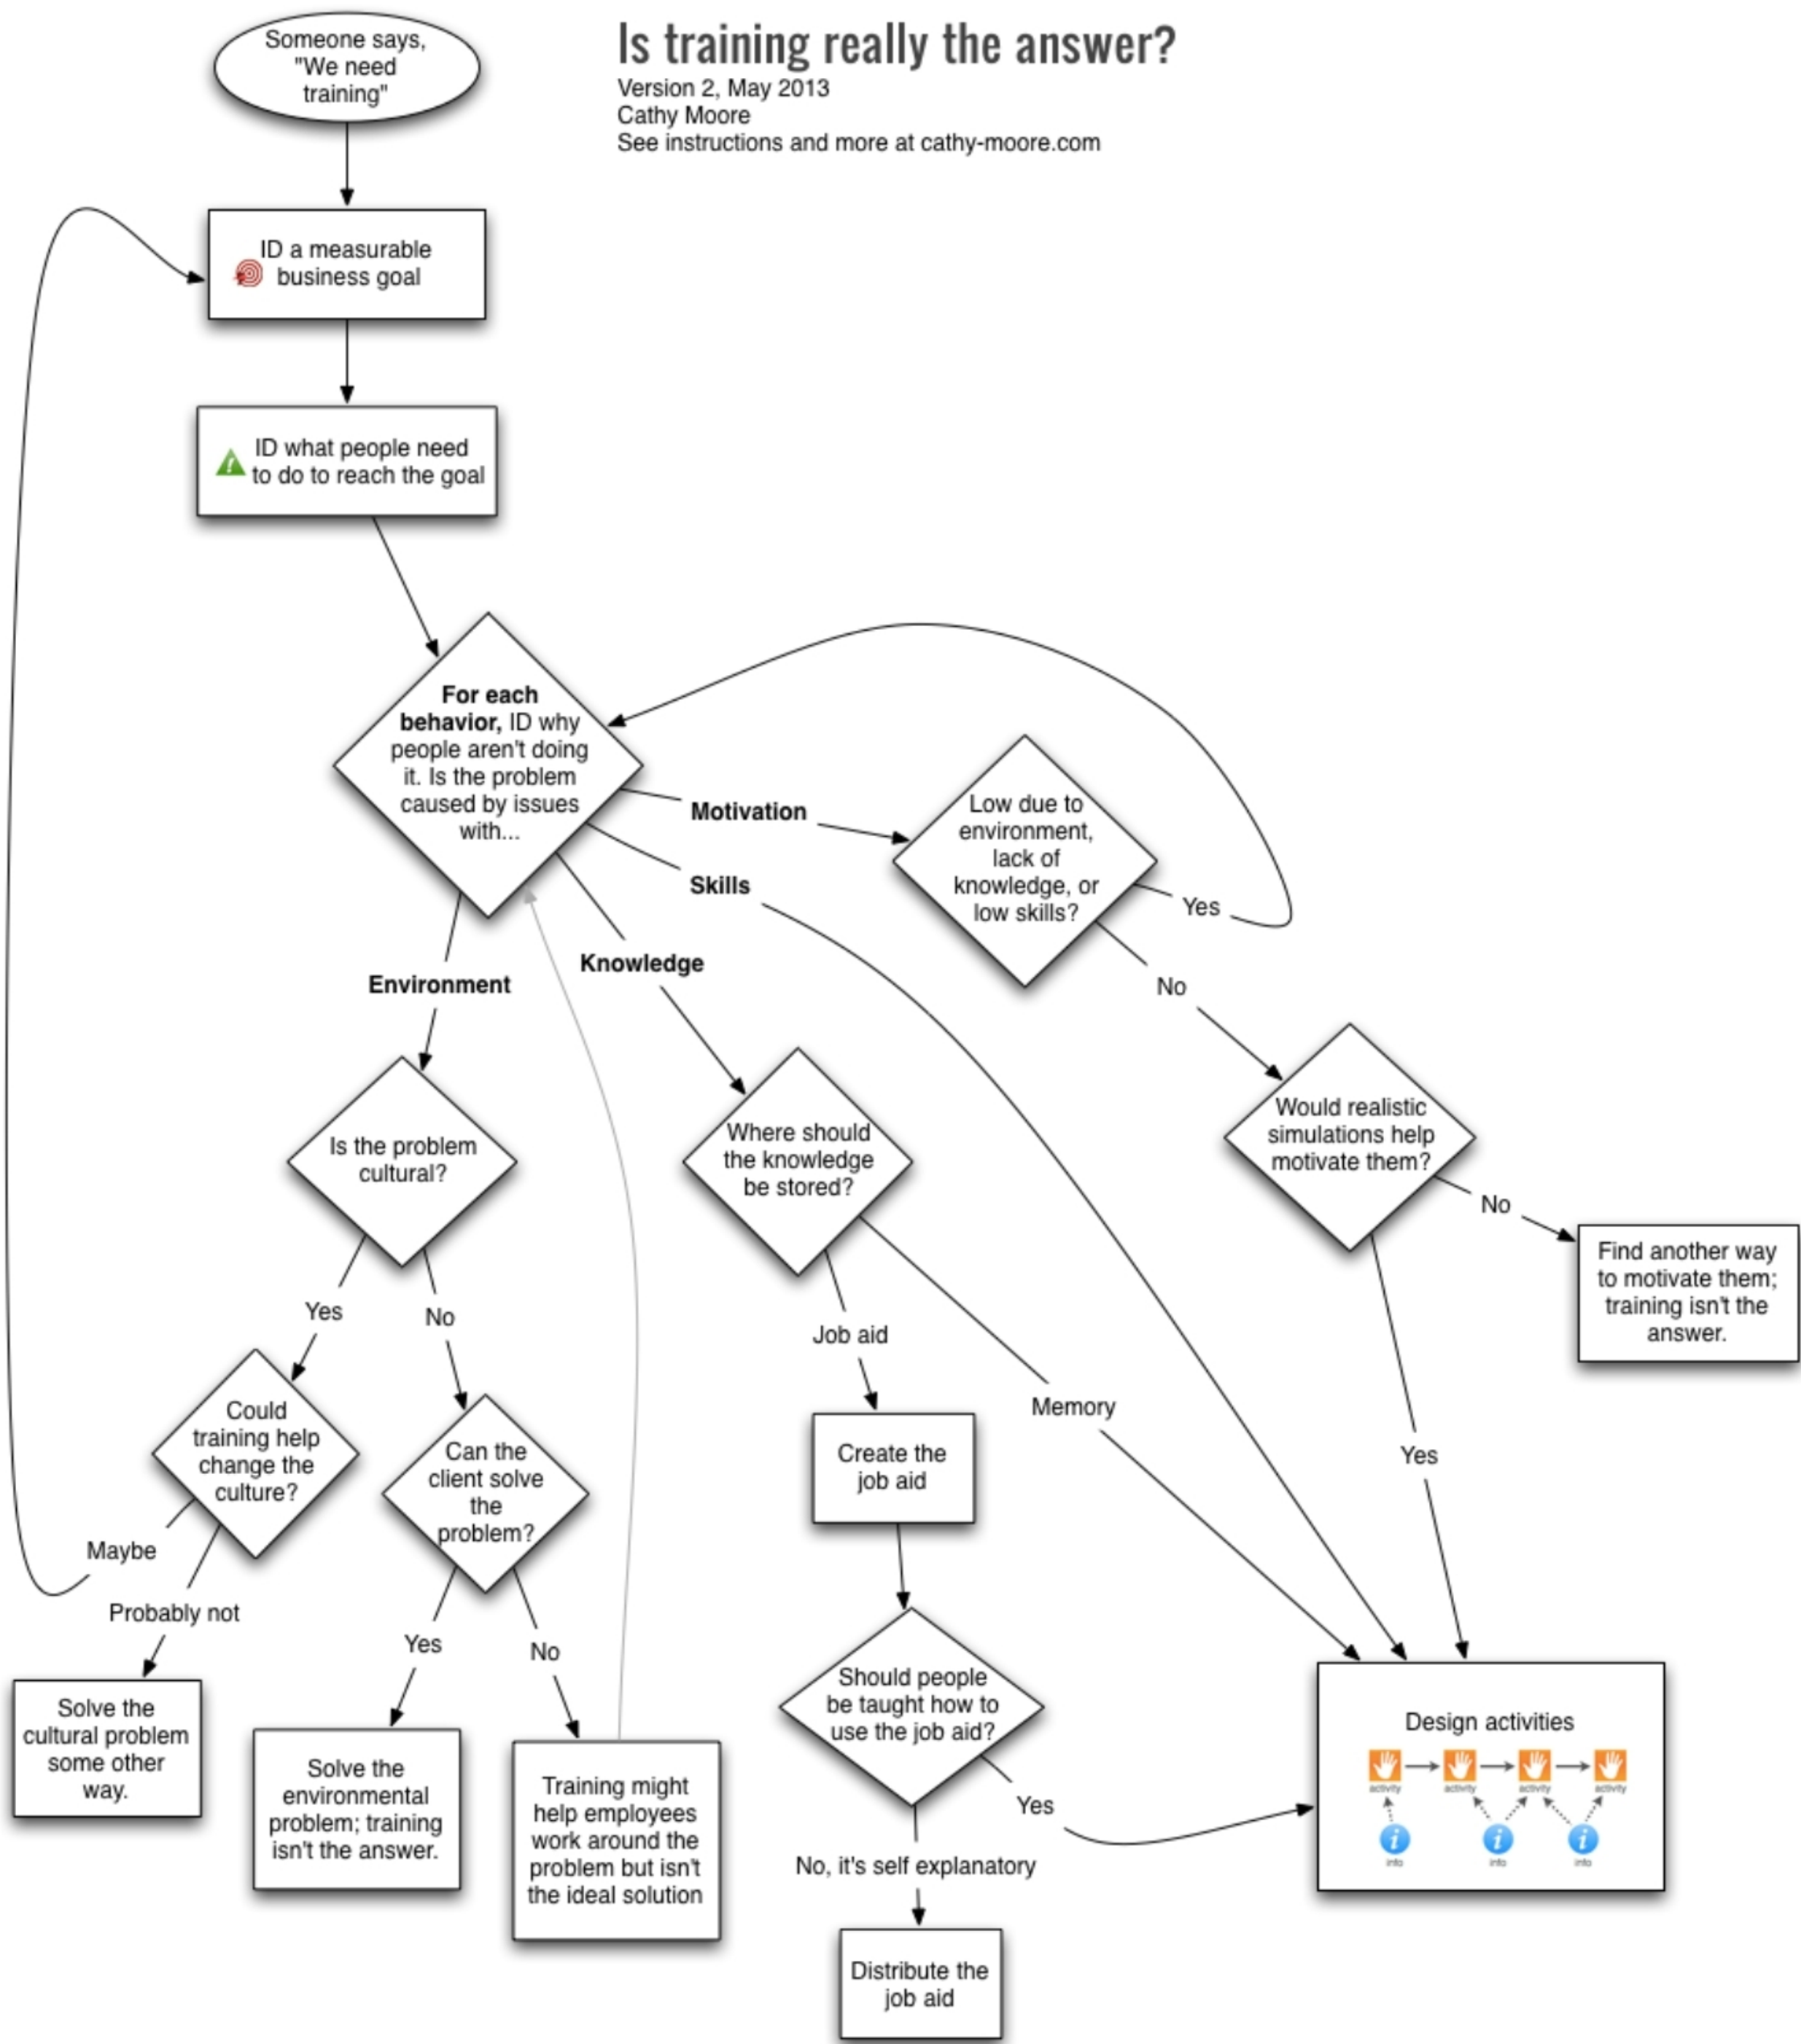 Someone says,
"We need
training"
Is training really the answer?
Version 2, May 2013
Cathy Moore
See instructions and more at cathy-moore.com
ID a measurable
business goal
ID what people need
to do to reach the goal
For each
behavior, ID why
people aren't doing
it. Is the problem
caused by issues
with...
Motivation
Skills
Knowledge
Environment
Low due to
environment,
lack of
knowledge, or
low skills?
Yes
No
Would realistic
simulations help
motivate them?
No
Find another way
to motivate them;
training isn't the
answer.
Yes
Is the problem
cultural?
Yes
No
Where should
the knowledge
be stored?
Job aid
Memory
Could
training help
change the
culture?
Maybe
Probably not
Can the
client solve
the
problem?
Yes
No
Create the
job aid
Solve the
cultural problem
some other
way.
Solve the
environmental
problem; training
isn't the answer.
Training might
help employees
work around the
problem but isn't
the ideal solution
Should people
be taught how to
use the job aid?
Yes
No, it's self explanatory
Distribute the
job aid
Design activities
activity activity activity activity
i i i
info info info